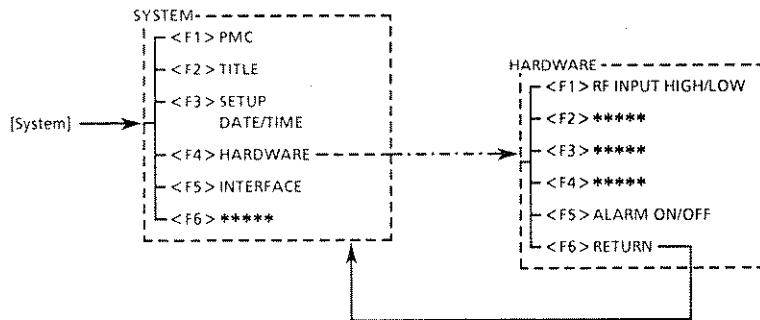 SYSTEM
<F1> PMC
<F2> TITLE
<F3> SETUP
DATE/TIME
[System]
<F4> HARDWARE
<F5> INTERFACE
<F6> *****
HARDWARE
<F1> RF INPUT HIGH/LOW
<F2> *****
<F3> *****
<F4> *****
<F5> ALARM ON/OFF
<F6> RETURN